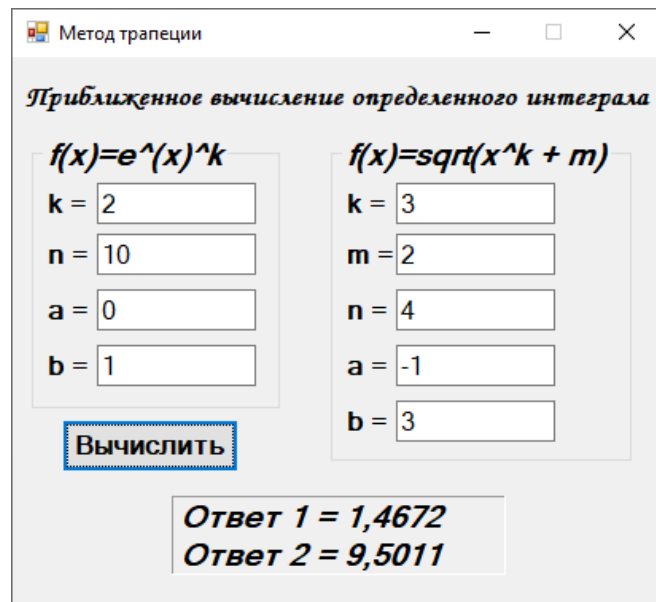 Метод трапеции
Приближенное вычисление определенного интеграла
f(x)=e^(x)^k
k = 2
n = 10
a = 0
b = 1
Вычислить
f(x)=sqrt(x^k + m)
k = 3
m = 2
n = 4
a = -1
b = 3
Ответ 1 = 1,4672
Ответ 2 = 9,5011